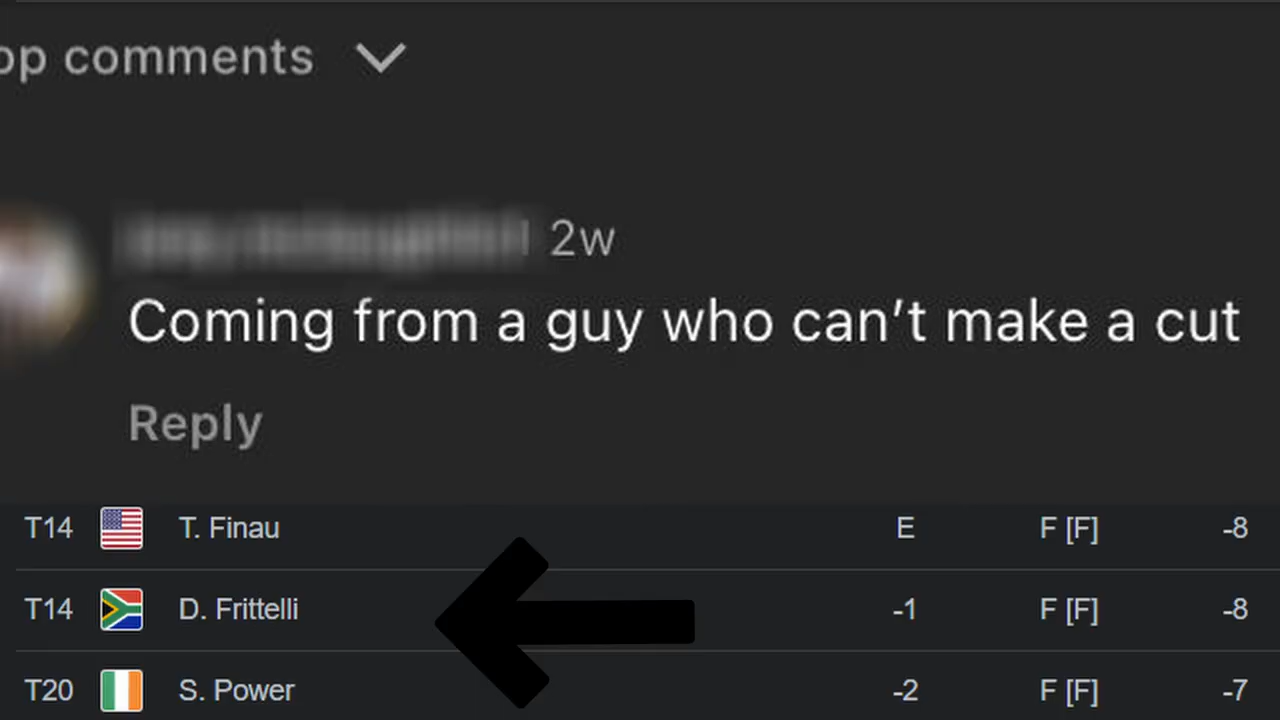 op comments
2w
Coming from a guy who can't make a cut
Reply
T14 T. Finau E F [F] -8
T14 D. Frittelli -1 F [F] -8
T20 S. Power -2 F [F] -7